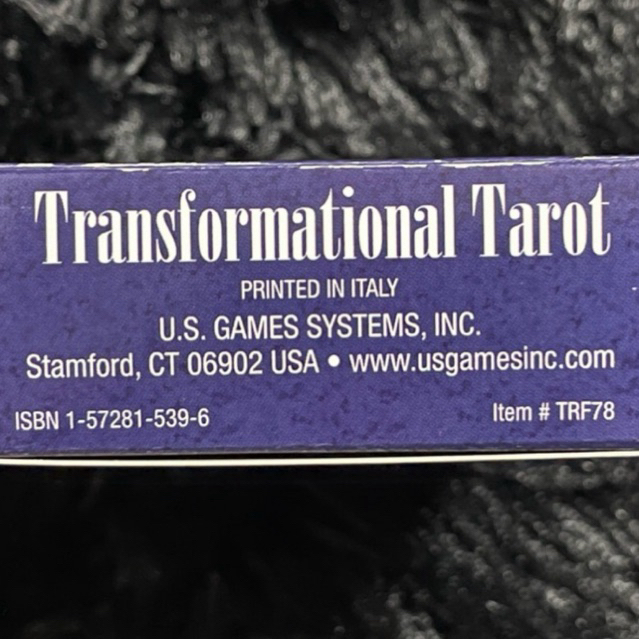 Transformational Tarot
PRINTED IN ITALY
U.S. GAMES SYSTEMS, INC.
Stamford, CT 06902 USA • www.usgamesinc.com
ISBN 1-57281-539-6
Item # TRF78